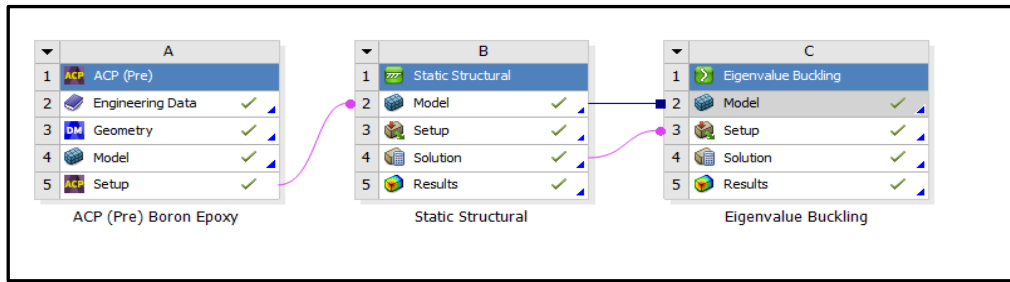 A
1 ACP ACP (Pre)
2 Engineering Data
3 DM Geometry
4 Model
5 ACP Setup
ACP (Pre) Boron Epoxy
B
1 Static Structural
2 Model
3 Setup
4 Solution
5 Results
Static Structural
C
1 Eigenvalue Buckling
2 Model
3 Setup
4 Solution
5 Results
Eigenvalue Buckling